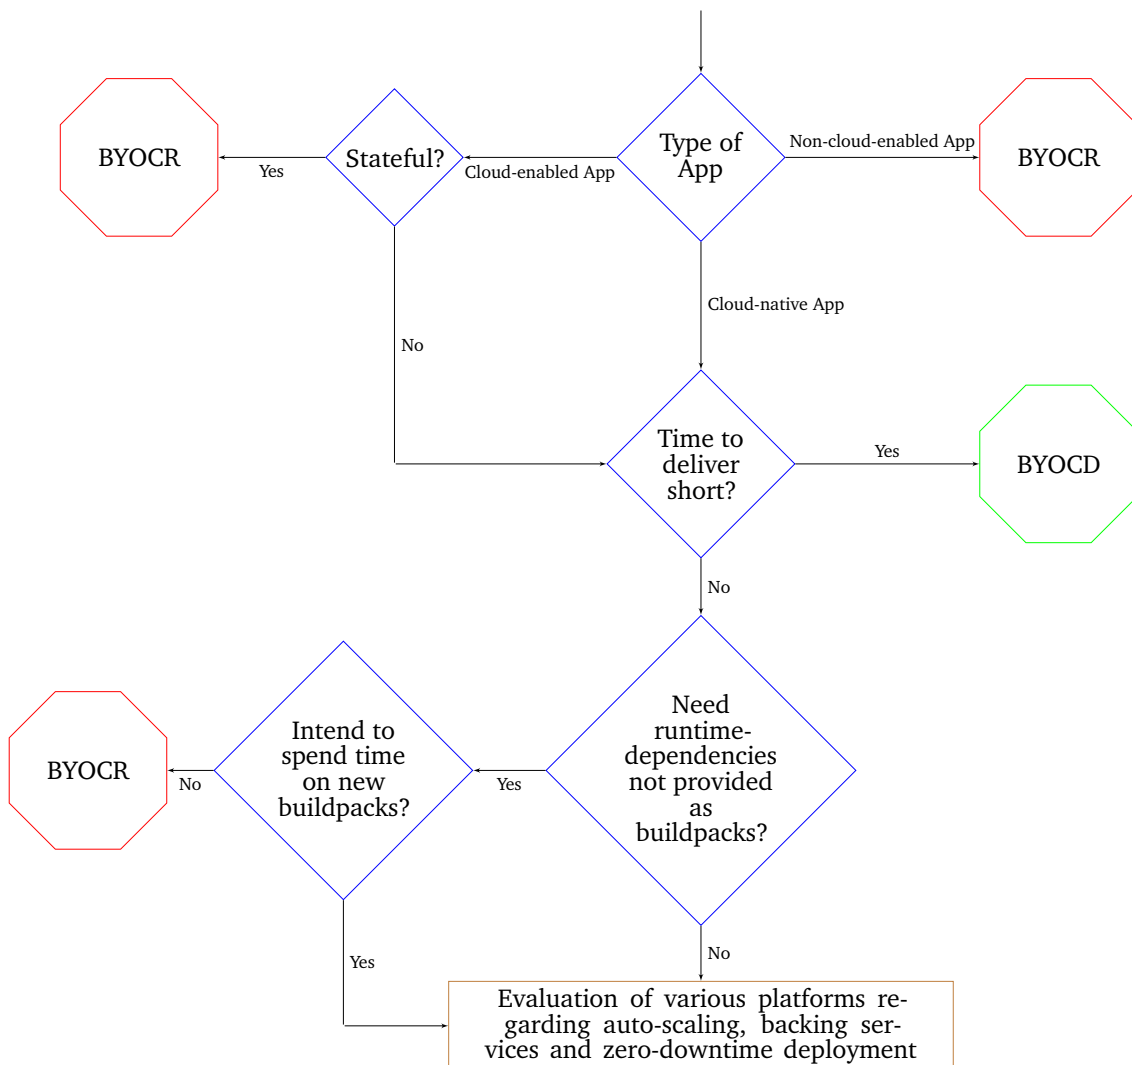 BYOCR
Yes
Stateful?
Cloud-enabled App
Type of
App
Non-cloud-enabled App
BYOCR
Cloud-native App
No
Time to
deliver
short?
Yes
BYOCD
No
BYOCR
No
Intend to
spend time
on new
buildpacks?
Yes
Need
runtime-
dependencies
not provided
as
buildpacks?
Yes
No
Evaluation of various platforms re-
garding auto-scaling, backing ser-
vices and zero-downtime deployment